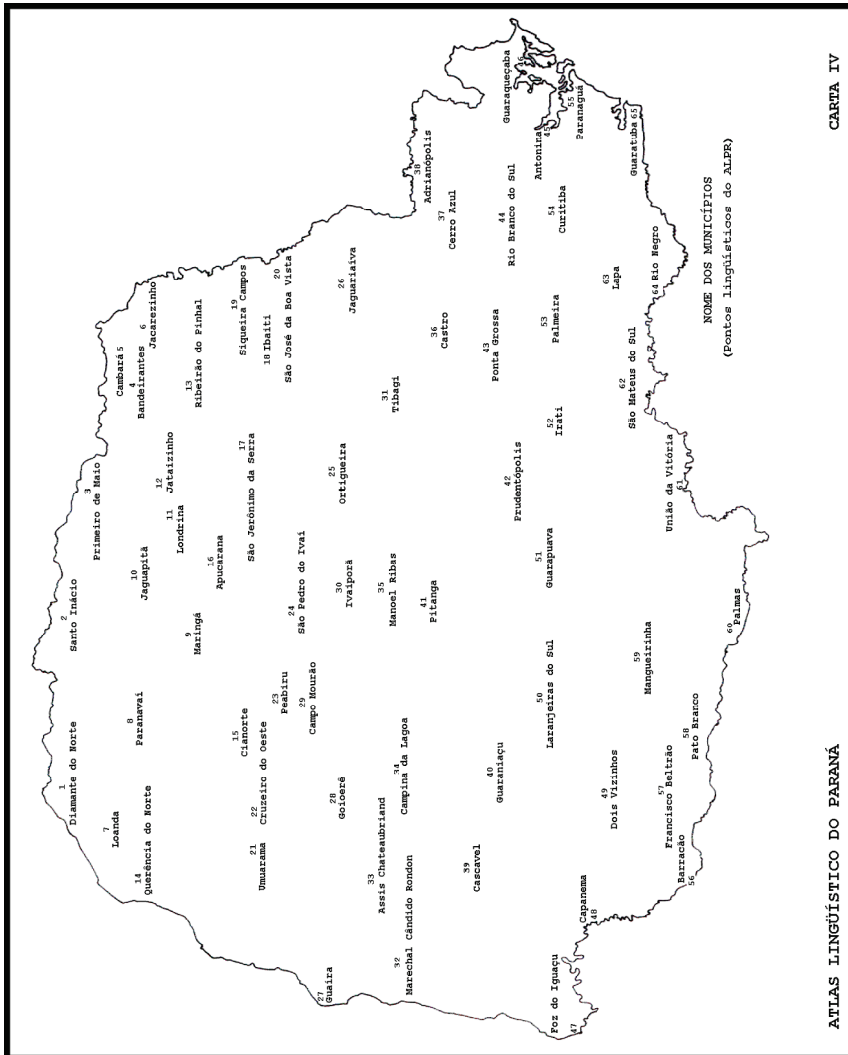 1
Diamante do Norte
2
Santo Inácio
3
Primeiro de Maio
4
Bandeirantes
Cambará 5
6
Jacarezinho
7
Loanda
8
Paranavaí
9
Maringá
10
Jaguapitã
11
Londrina
12
Jataizinho
13
Ribeirão do Pinhal
14
Querência do Norte
15
Cianorte
16
Apucarana
17
São Jerônimo da Serra
18 Ibaiti
19
Siqueira Campos
20
São José da Boa Vista
21
Umuarama
22
Cruzeiro do Oeste
23
Peabiru
24
São Pedro do Ivaí
25
Ortigueira
26
Jaguariaíva
27
Guaíra
28
Goioerê
29
Campo Mourão
30
Ivaiporã
31
Tibagi
32
Marechal Cândido Rondon
33
Assis Chateaubriand
34
Campina da Lagoa
35
Manoel Ribas
36
Castro
37
Cerro Azul
38
Adrianópolis
39
Cascavel
40
Guaraniaçu
41
Pitanga
42
Prudentópolis
43
Ponta Grossa
44
Rio Branco do Sul
Antonina
45
Guaraqueçaba
46
Foz do Iguaçu
47
Capanema
48
49
Dois Vizinhos
50
Laranjeiras do Sul
51
Guarapuava
52
Irati
53
Palmeira
54
Curitiba
55
Paranaguá
Barracão
56
57
Francisco Beltrão
58
Pato Branco
59
Mangueirinha
60 Palmas
União da Vitória
61
62
São Mateus do Sul
63
Lapa
64 Rio Negro
Guaratuba 65
NOME DOS MUNICÍPIOS
(Pontos lingüísticos do ALPR)
ATLAS LINGÜÍSTICO DO PARANÁ
CARTA IV